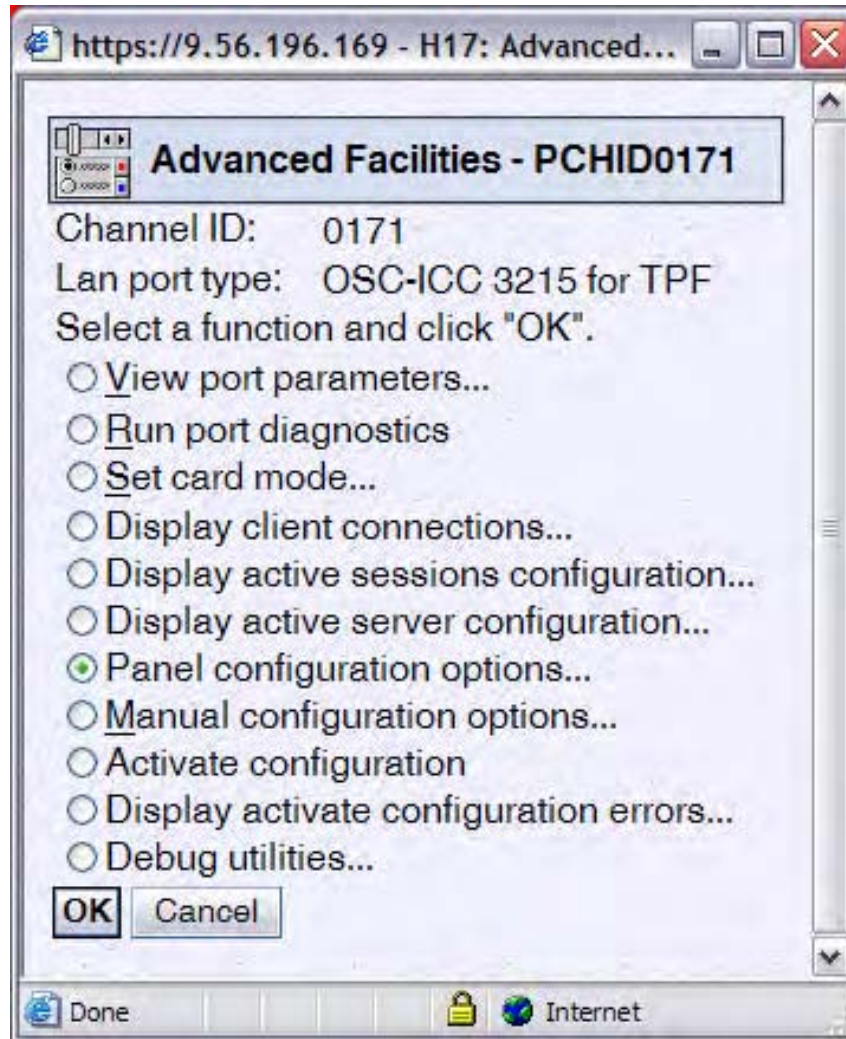 https://9.56.196.169 - H17: Advanced...
Advanced Facilities - PCHID0171
Channel ID: 0171
Lan port type: OSC-ICC 3215 for TPF
Select a function and click "OK".
View port parameters...
Run port diagnostics
Set card mode...
Display client connections...
Display active sessions configuration...
Display active server configuration...
Panel configuration options...
Manual configuration options...
Activate configuration
Display activate configuration errors...
Debug utilities...
OK Cancel
Done Internet